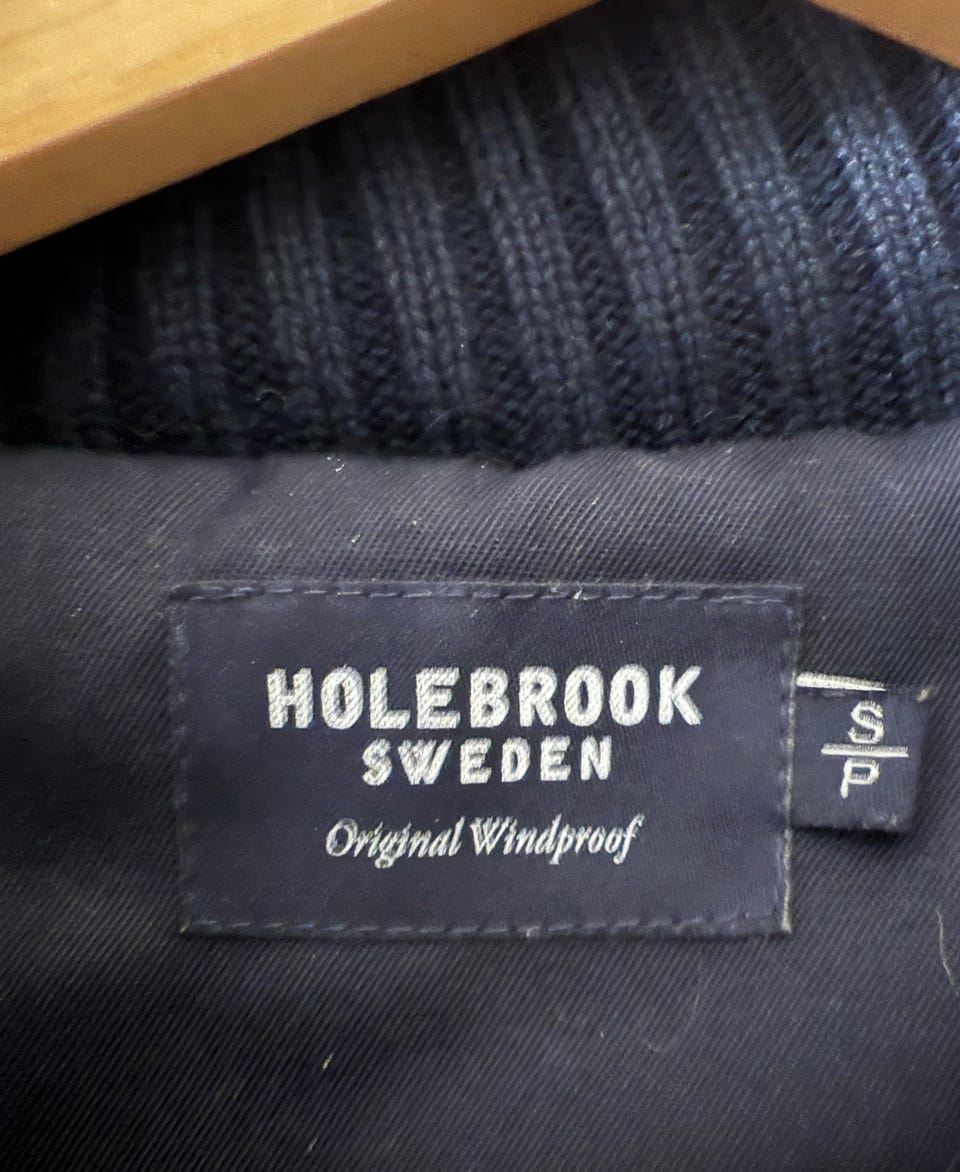 HOLEBROOK
SWEDEN
Original Windproof
S
P